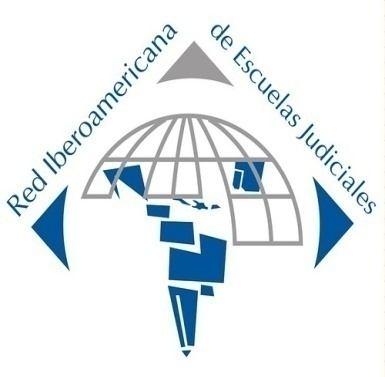 Red Iberoamericana
de Escuelas Judiciales